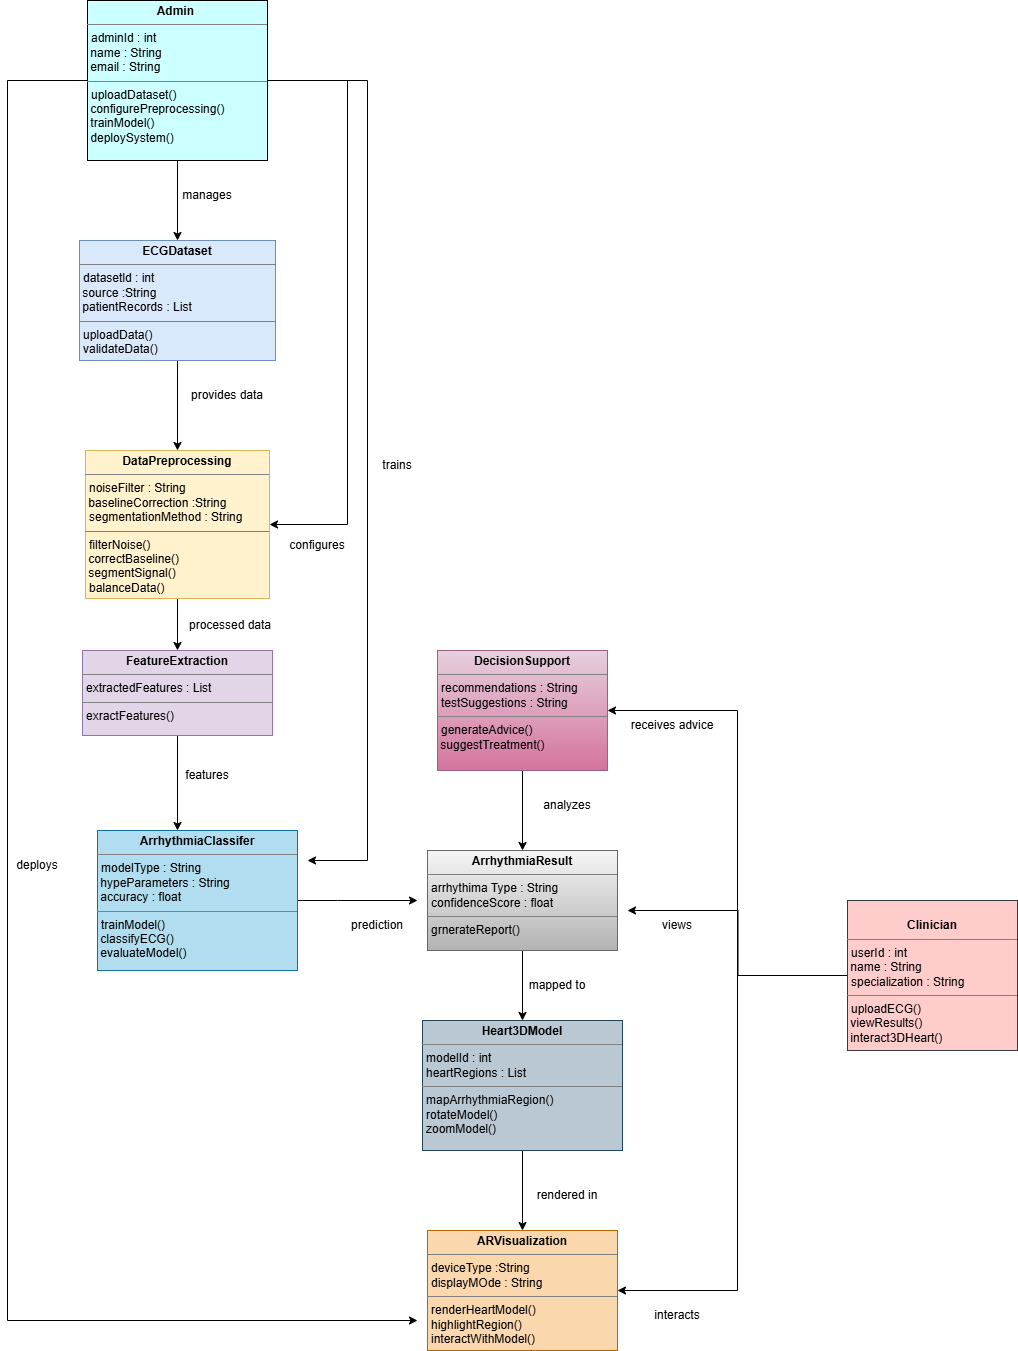 Admin
adminId : int
name : String
email : String
uploadDataset()
configurePreprocessing()
trainModel()
deploySystem()
manages
ECGDataset
datasetId : int
source :String
patientRecords : List
uploadData()
validateData()
provides data
DataPreprocessing
noiseFilter : String
baselineCorrection :String
segmentationMethod : String
filterNoise()
correctBaseline()
segmentSignal()
balanceData()
trains
configures
processed data
FeatureExtraction
extractedFeatures : List
exractFeatures()
features
DecisionSupport
recommendations : String
testSuggestions : String
generateAdvice()
suggestTreatment()
receives advice
analyzes
deploys
ArrhythmiaClassifer
modelType : String
hypeParameters : String
accuracy : float
trainModel()
classifyECG()
evaluateModel()
prediction
ArrhythmiaResult
arrhythima Type : String
confidenceScore : float
grnerateReport()
views
Clinician
userId : int
name : String
specialization : String
uploadECG()
viewResults()
interact3DHeart()
mapped to
Heart3DModel
modelId : int
heartRegions : List
mapArrhythmiaRegion()
rotateModel()
zoomModel()
rendered in
ARVisualization
deviceType :String
displayMOde : String
renderHeartModel()
highlightRegion()
interactWithModel()
interacts